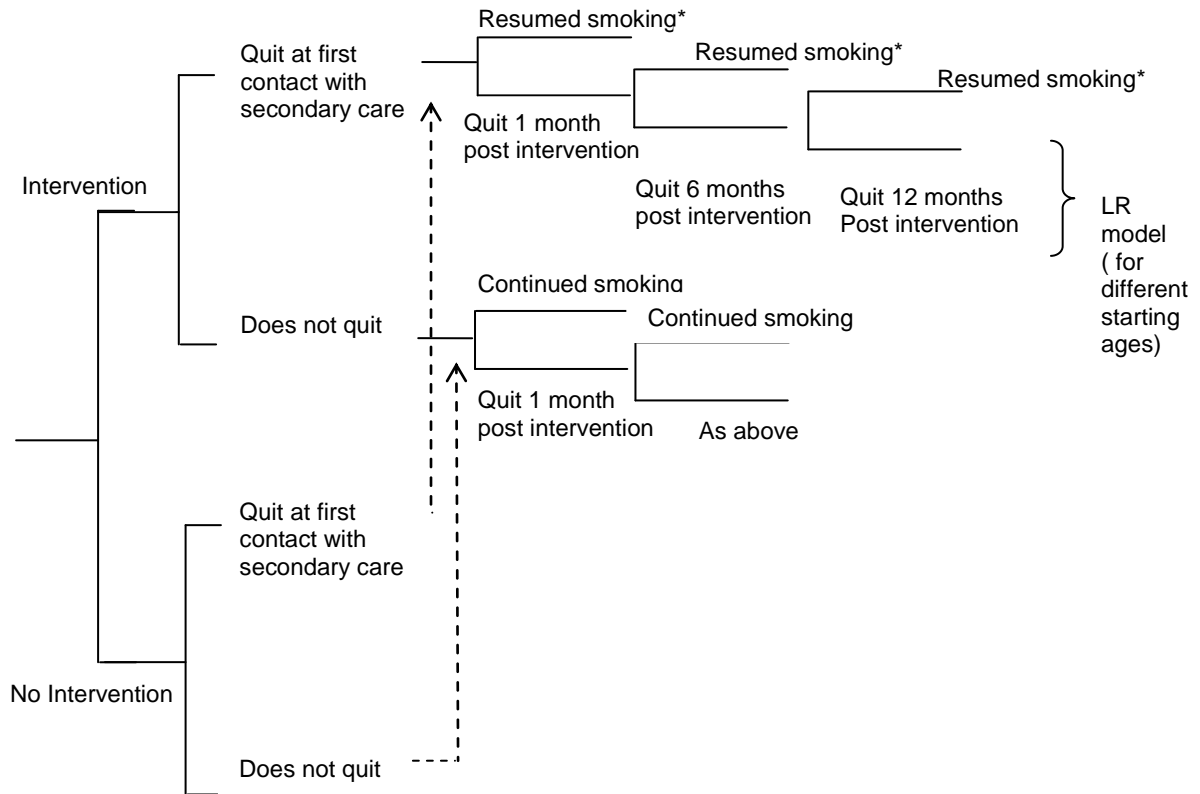 Resumed smoking*
Quit at first
contact with
secondary care
Resumed smoking*
Resumed smoking*
Quit 1 month
post intervention
Intervention
Quit 6 months
post intervention
Quit 12 months
Post intervention
LR
model
( for
different
starting
ages)
Continued smoking
Does not quit
Continued smoking
Quit 1 month
post intervention
As above
Quit at first
contact with
secondary care
No Intervention
Does not quit